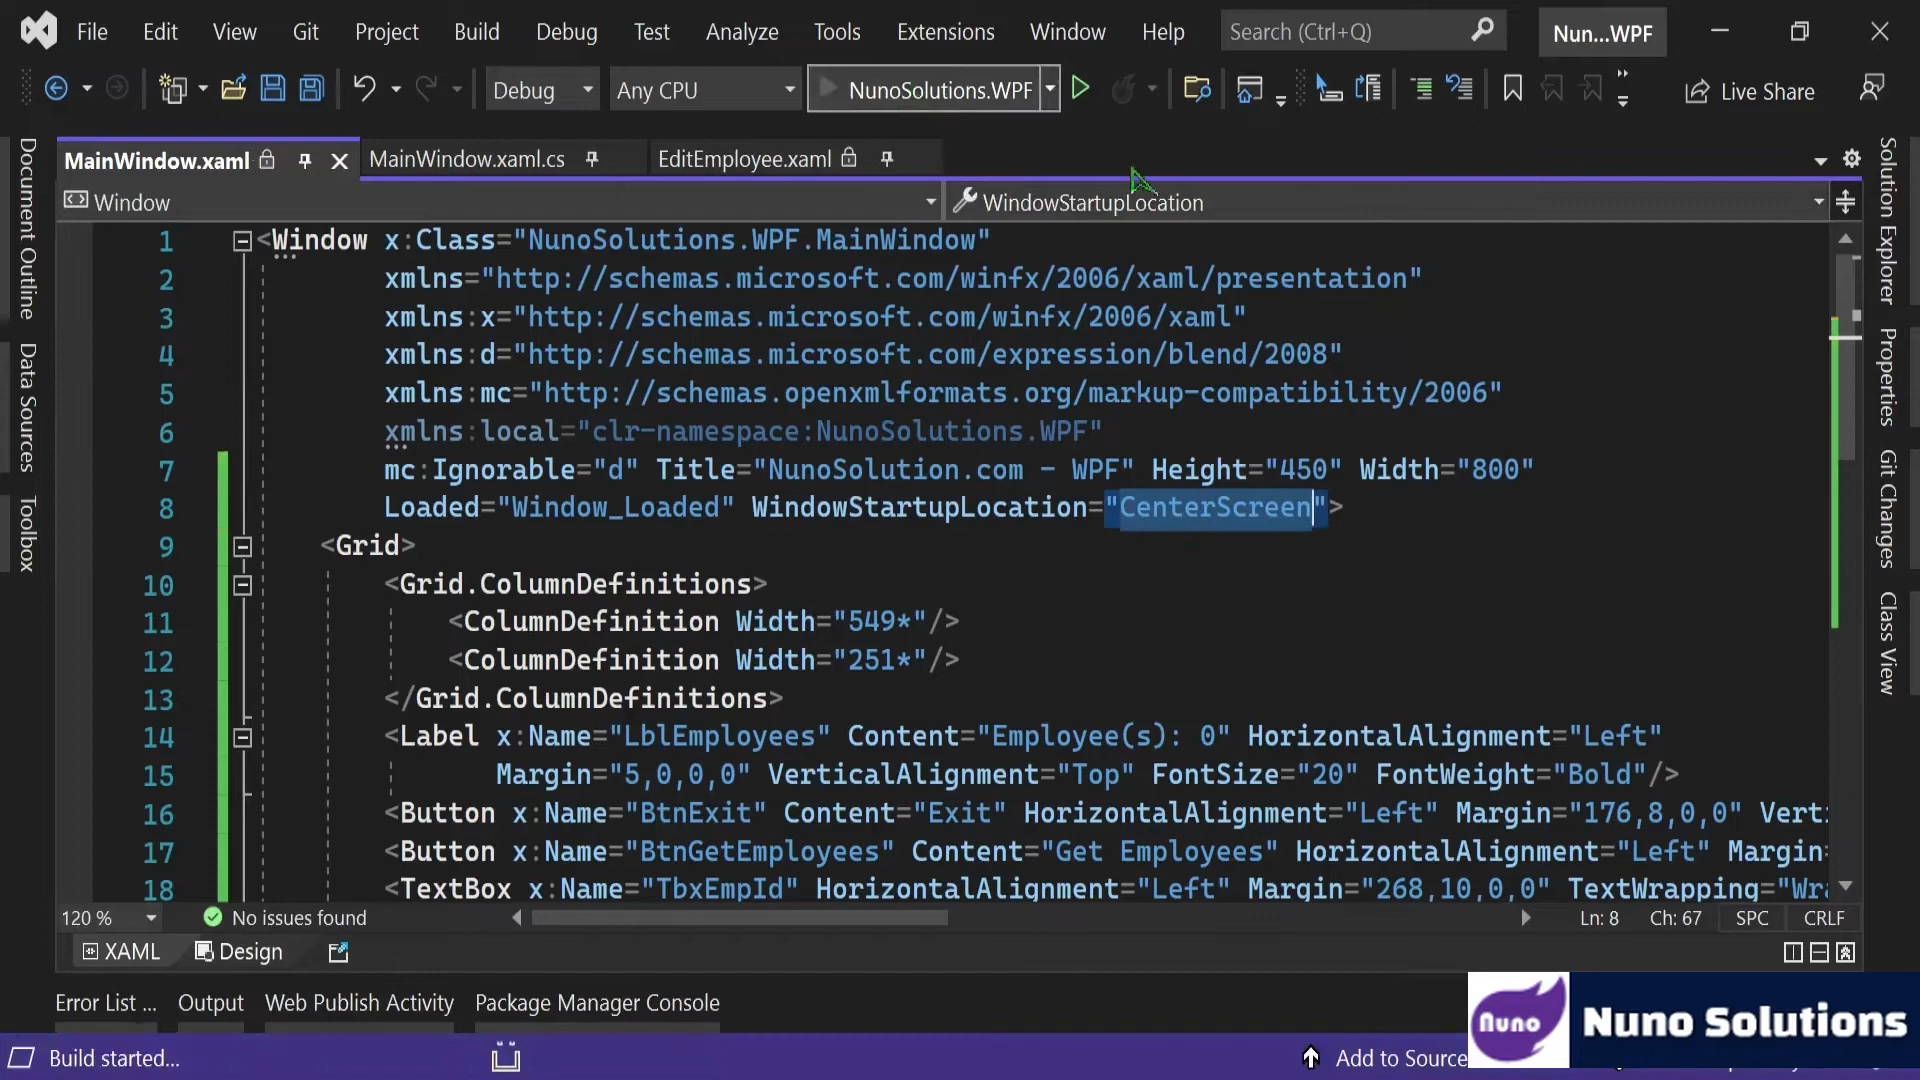 File Edit View Git Project Build Debug Test Analyze Tools Extensions Window Help Search (Ctrl+Q) Nun...WPF
Debug Any CPU NunoSolutions.WPF Live Share
MainWindow.xaml MainWindow.xaml.cs EditEmployee.xaml
Window WindowStartupLocation
Document Outline
Data Sources
Toolbox
1 <Window x:Class="NunoSolutions.WPF.MainWindow"
2 xmlns="http://schemas.microsoft.com/winfx/2006/xaml/presentation"
3 xmlns:x="http://schemas.microsoft.com/winfx/2006/xaml"
4 xmlns:d="http://schemas.microsoft.com/expression/blend/2008"
5 xmlns:mc="http://schemas.openxmlformats.org/markup-compatibility/2006"
6 xmlns:local="clr-namespace:NunoSolutions.WPF"
7 mc:Ignorable="d" Title="NunoSolution.com - WPF" Height="450" Width="800"
8 Loaded="Window_Loaded" WindowStartupLocation="CenterScreen">
9 <Grid>
10 <Grid.ColumnDefinitions>
11 <ColumnDefinition Width="549*"/>
12 <ColumnDefinition Width="251*"/>
13 </Grid.ColumnDefinitions>
14 <Label x:Name="LblEmployees" Content="Employee(s): 0" HorizontalAlignment="Left"
15 Margin="5,0,0,0" VerticalAlignment="Top" FontSize="20" FontWeight="Bold"/>
16 <Button x:Name="BtnExit" Content="Exit" HorizontalAlignment="Left" Margin="176,8,0,0" Verti
17 <Button x:Name="BtnGetEmployees" Content="Get Employees" HorizontalAlignment="Left" Margin
18 <TextBox x:Name="TbxEmpId" HorizontalAlignment="Left" Margin="268,10,0,0" TextWrapping="Wra
Solution Explorer
Properties
Git Changes
Class View
120 % No issues found Ln: 8 Ch: 67 SPC CRLF
XAML Design
Error List ... Output Web Publish Activity Package Manager Console
Build started... Add to Source
Nuno
Nuno Solutions